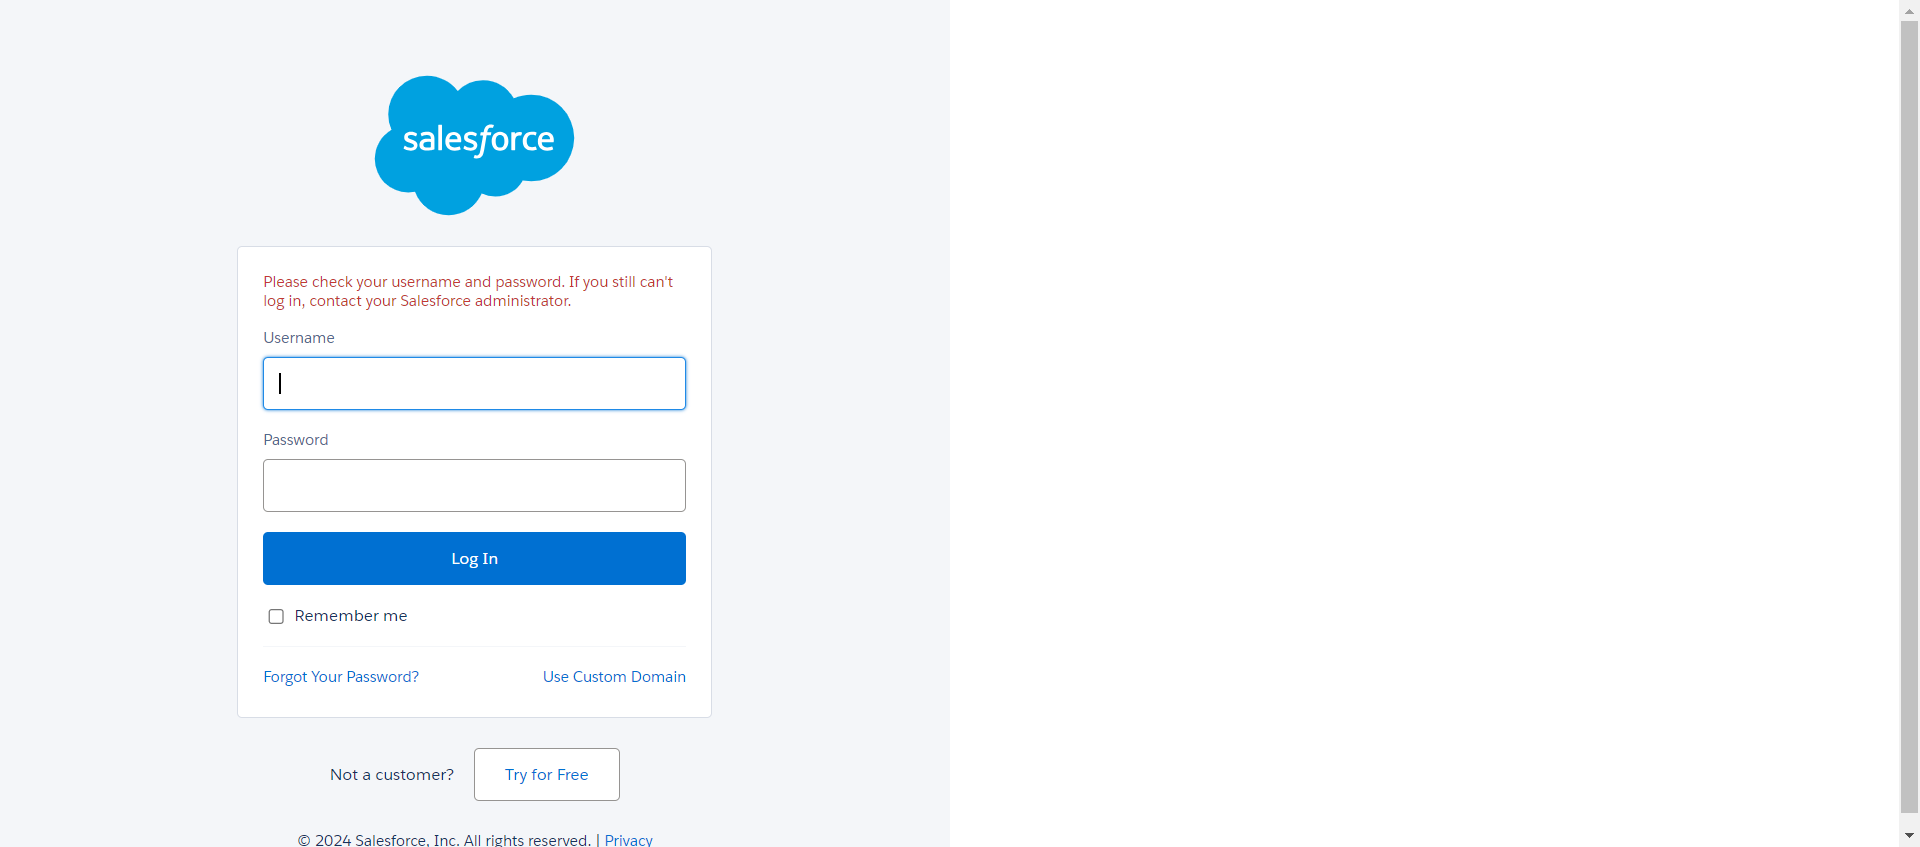 salesforce
Please check your username and password. If you still can't
log in, contact your Salesforce administrator.
Username
Password
Log In
Remember me
Forgot Your Password? Use Custom Domain
Not a customer? Try for Free
© 2024 Salesforce, Inc. All rights reserved. | Privacy